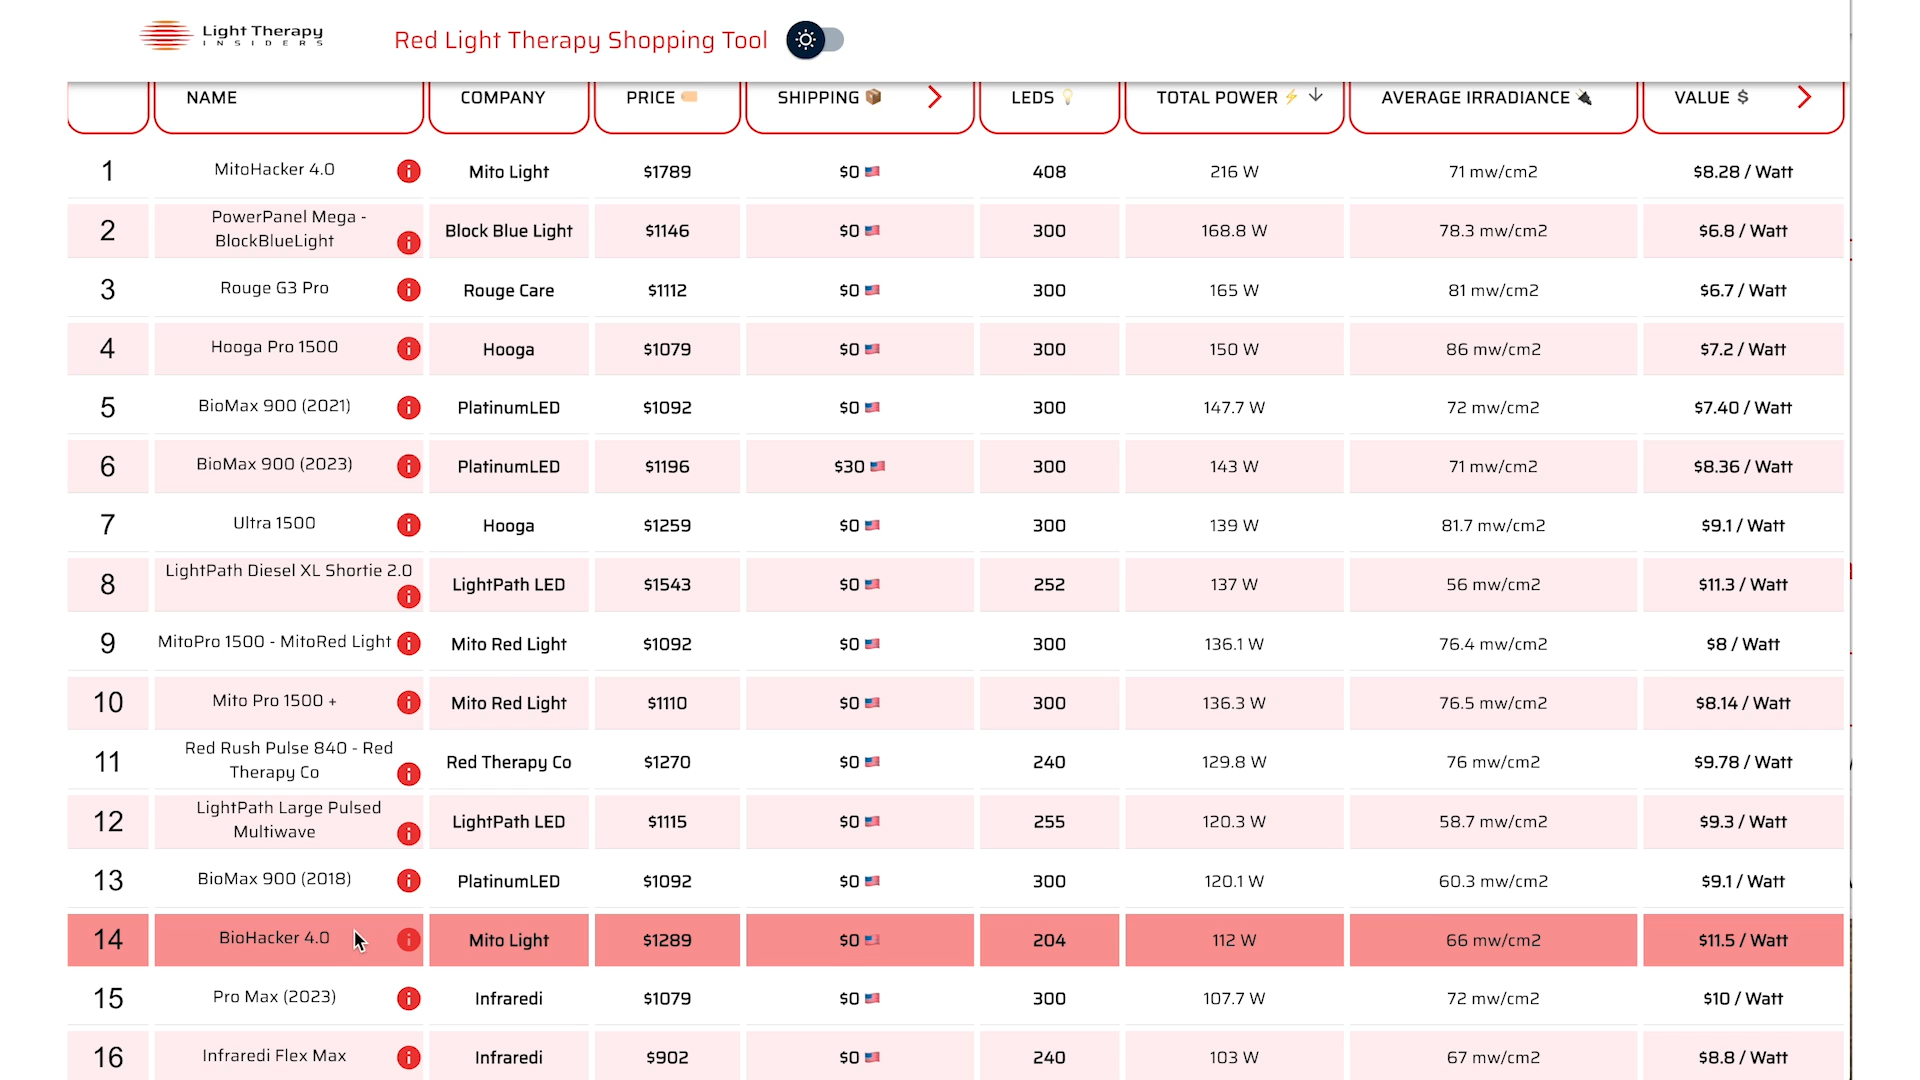 Light Therapy
INSIDERS
Red Light Therapy Shopping Tool
NAME COMPANY PRICE SHIPPING LEDS TOTAL POWER AVERAGE IRRADIANCE VALUE $
1 MitoHacker 4.0 Mito Light $1789 $0 408 216 W 71 mw/cm2 $8.28 / Watt
2 PowerPanel Mega -
BlockBlueLight Block Blue Light $1146 $0 300 168.8 W 78.3 mw/cm2 $6.8 / Watt
3 Rouge G3 Pro Rouge Care $1112 $0 300 165 W 81 mw/cm2 $6.7 / Watt
4 Hooga Pro 1500 Hooga $1079 $0 300 150 W 86 mw/cm2 $7.2 / Watt
5 BioMax 900 (2021) PlatinumLED $1092 $0 300 147.7 W 72 mw/cm2 $7.40 / Watt
6 BioMax 900 (2023) PlatinumLED $1196 $30 300 143 W 71 mw/cm2 $8.36 / Watt
7 Ultra 1500 Hooga $1259 $0 300 139 W 81.7 mw/cm2 $9.1 / Watt
8 LightPath Diesel XL Shortie 2.0 LightPath LED $1543 $0 252 137 W 56 mw/cm2 $11.3 / Watt
9 MitoPro 1500 - MitoRed Light Mito Red Light $1092 $0 300 136.1 W 76.4 mw/cm2 $8 / Watt
10 Mito Pro 1500 + Mito Red Light $1110 $0 300 136.3 W 76.5 mw/cm2 $8.14 / Watt
11 Red Rush Pulse 840 - Red
Therapy Co Red Therapy Co $1270 $0 240 129.8 W 76 mw/cm2 $9.78 / Watt
12 LightPath Large Pulsed
Multiwave LightPath LED $1115 $0 255 120.3 W 58.7 mw/cm2 $9.3 / Watt
13 BioMax 900 (2018) PlatinumLED $1092 $0 300 120.1 W 60.3 mw/cm2 $9.1 / Watt
14 BioHacker 4.0 Mito Light $1289 $0 204 112 W 66 mw/cm2 $11.5 / Watt
15 Pro Max (2023) Infraredi $1079 $0 300 107.7 W 72 mw/cm2 $10 / Watt
16 Infraredi Flex Max Infraredi $902 $0 240 103 W 67 mw/cm2 $8.8 / Watt